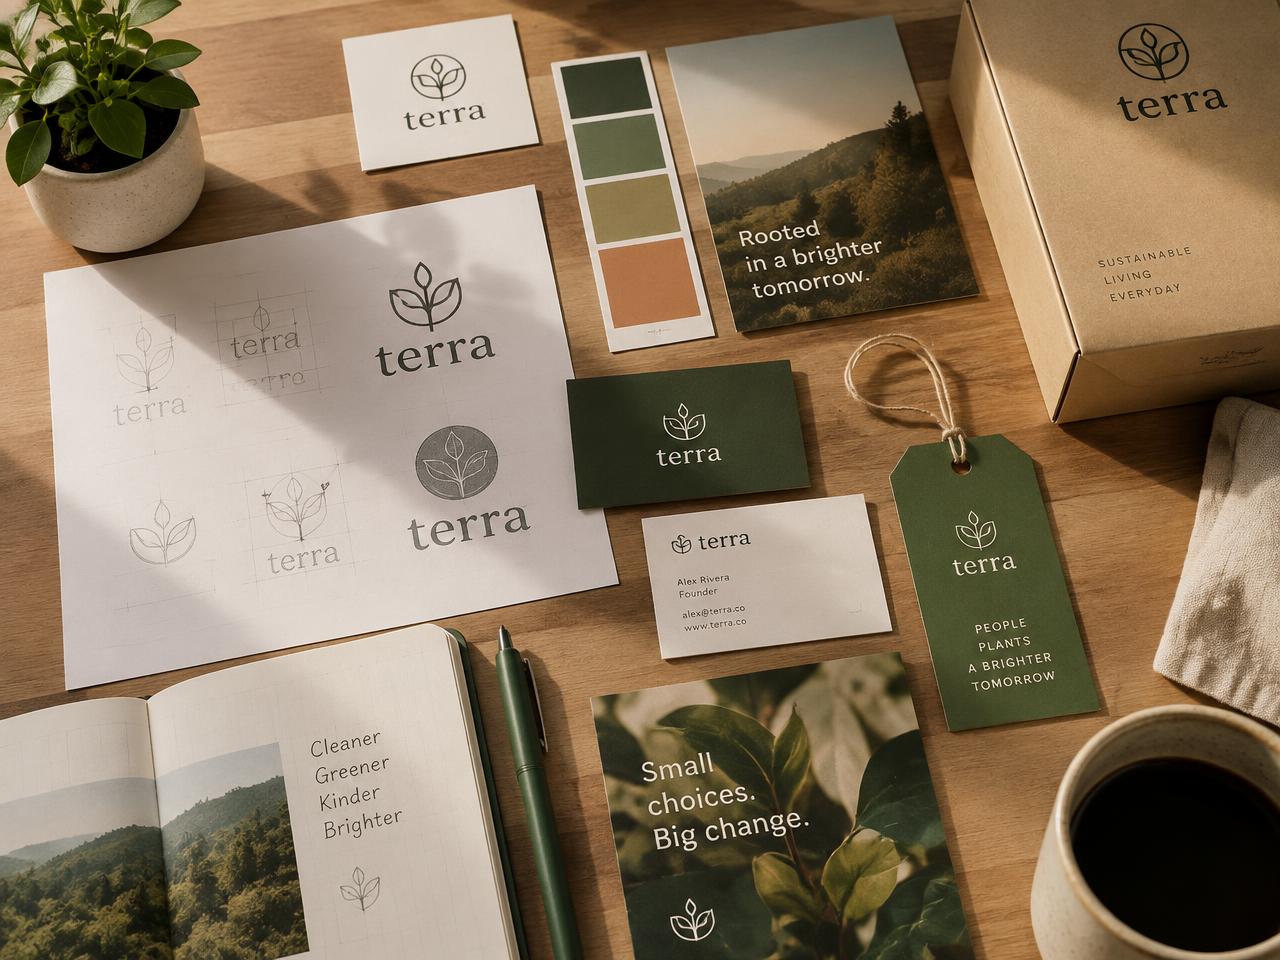 terra
Rooted
in a brighter
tomorrow.
terra
SUSTAINABLE
LIVING
EVERYDAY
terra
terra
terra
terra
terra
terra
terra
Alex Rivera
Founder
alex@terra.co
www.terra.co
terra
PEOPLE
PLANTS
A BRIGHTER
TOMORROW
Cleaner
Greener
Kinder
Brighter
Small
choices.
Big change.